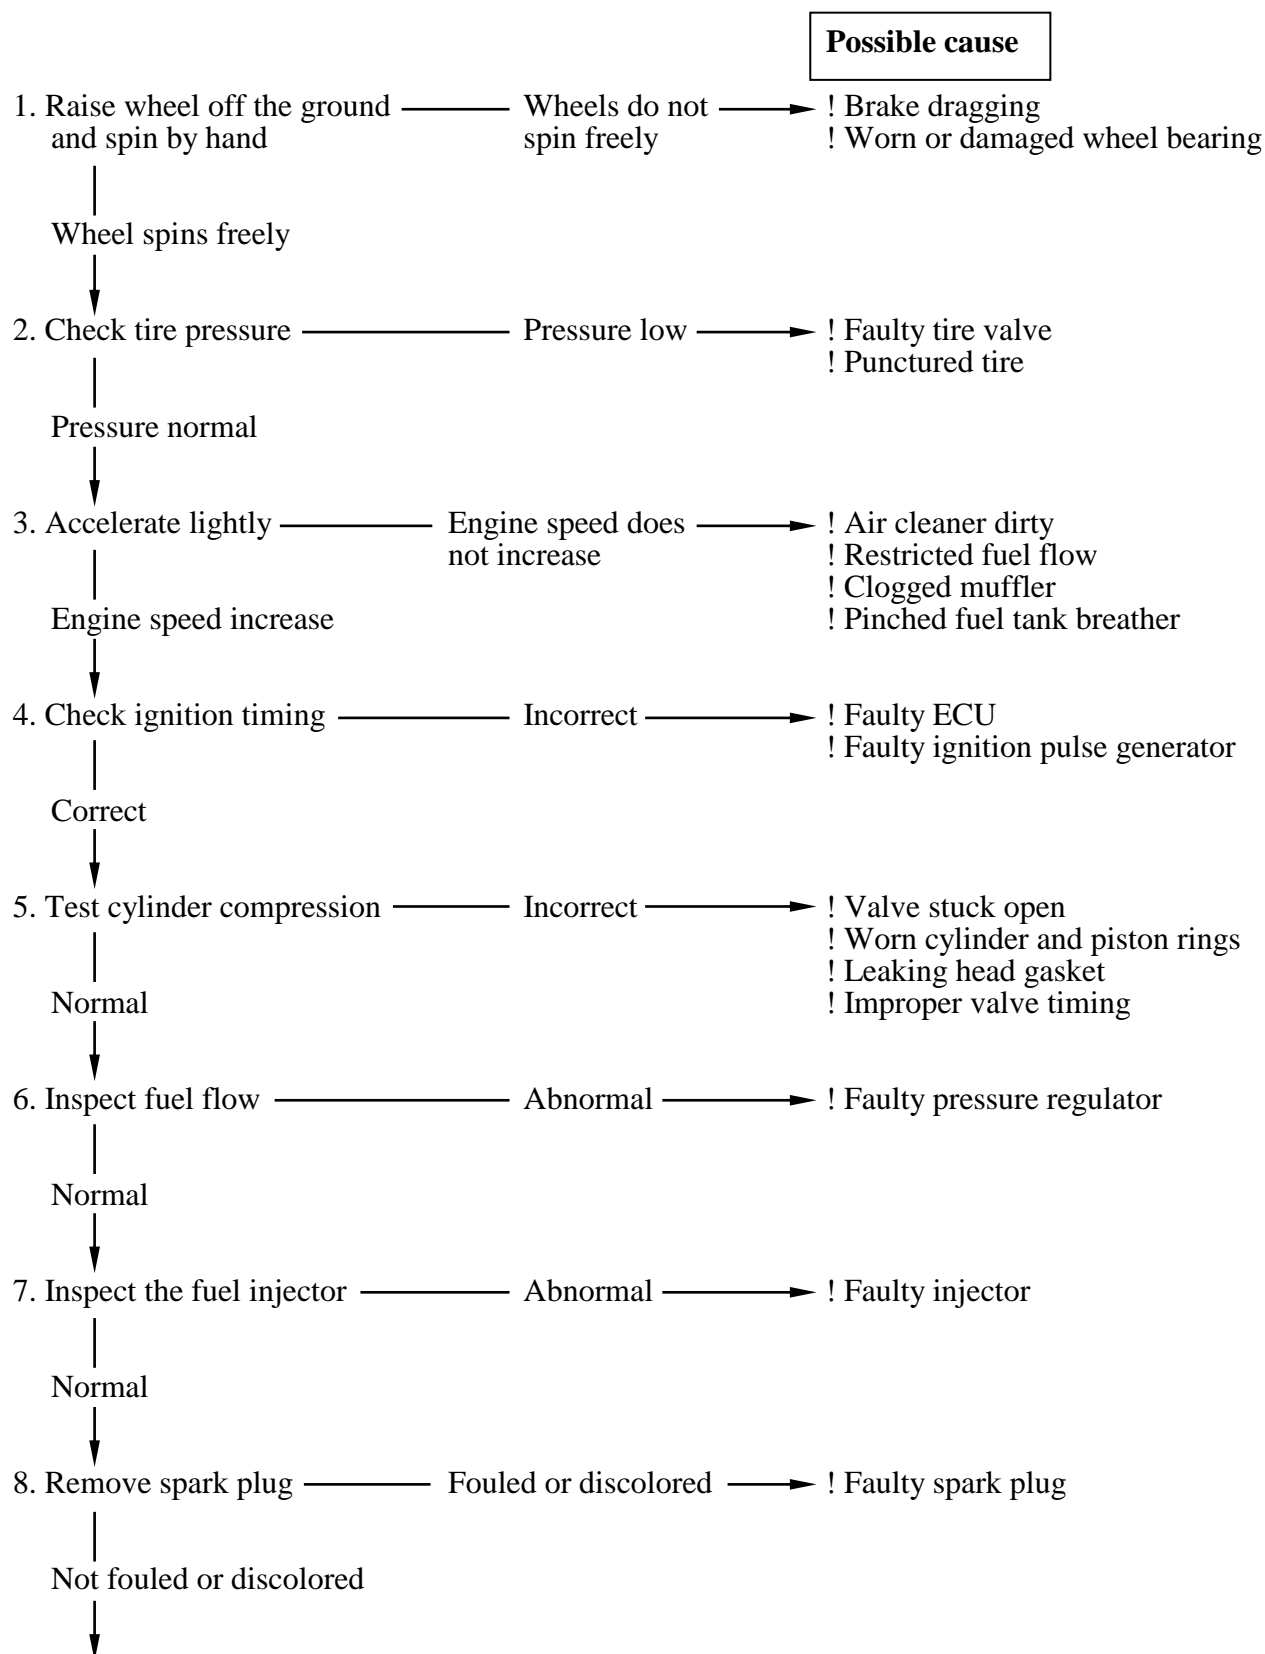 Possible cause
1. Raise wheel off the ground Wheels do not ! Brake dragging
and spin by hand spin freely ! Worn or damaged wheel bearing
Wheel spins freely
2. Check tire pressure Pressure low ! Faulty tire valve
! Punctured tire
Pressure normal
3. Accelerate lightly Engine speed does ! Air cleaner dirty
not increase ! Restricted fuel flow
! Clogged muffler
Engine speed increase ! Pinched fuel tank breather
4. Check ignition timing Incorrect ! Faulty ECU
! Faulty ignition pulse generator
Correct
5. Test cylinder compression Incorrect ! Valve stuck open
! Worn cylinder and piston rings
! Leaking head gasket
Normal ! Improper valve timing
6. Inspect fuel flow Abnormal ! Faulty pressure regulator
Normal
7. Inspect the fuel injector Abnormal ! Faulty injector
Normal
8. Remove spark plug Fouled or discolored ! Faulty spark plug
Not fouled or discolored